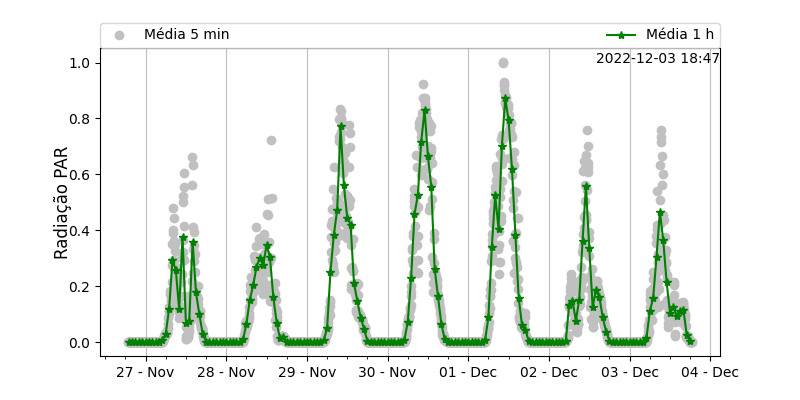 Média 5 min
Média 1 h
2022-12-03 18:47
Radiação PAR
1.0
0.8
0.6
0.4
0.2
0.0
27 - Nov
28 - Nov
29 - Nov
30 - Nov
01 - Dec
02 - Dec
03 - Dec
04 - Dec